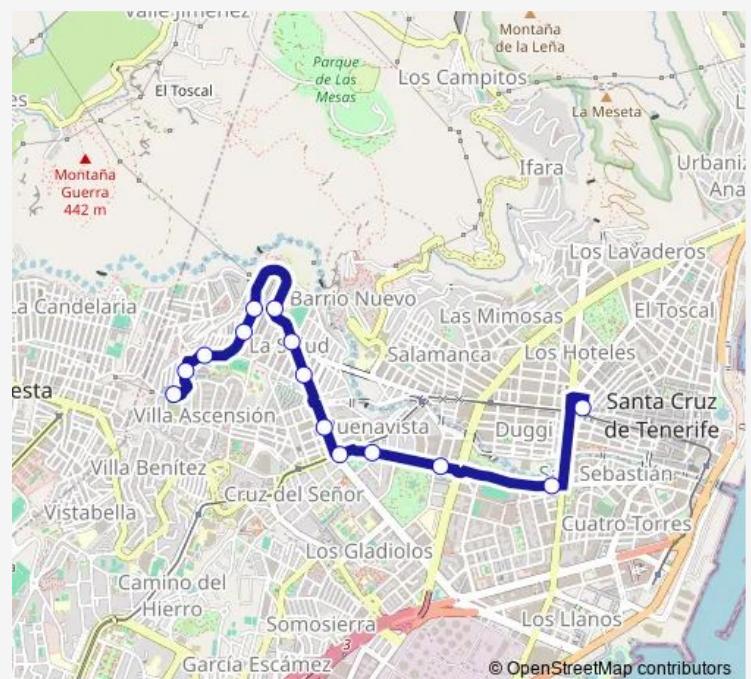 Valle Jiménez
Montaña
de la Leña
Parque
de Las
Mesas
Los Campitos
El Toscal
La Meseta
Montaña
Guerra
442 m
Ifara
Urbaniz
Ana
Los Lavaderos
La Candelaria
Barrio Nuevo
Las Mimosas
El Toscal
La Salud
Salamanca
Los Hoteles
esta
Villa Ascensión
Santa Cruz
de Tenerife
Buenavista
Duggi
Villa Benítez
Sebastián
Cruz del Señor
Vistabella
Cuatro Torres
Los Gladiolos
Camino del
Hierro
Somosierra
Los Llanos
3
García Escámez
© OpenStreetMap contributors